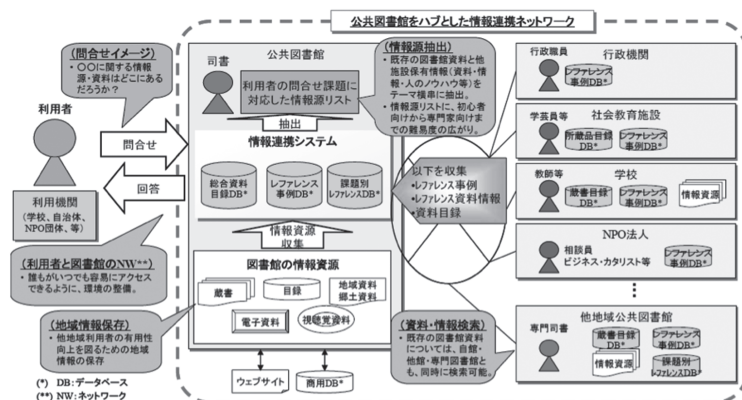 公共図書館をハブとした情報連携ネットワーク
(問合せイメージ)
・〇〇に関する情報
源・資料はどこにある
だろうか？
利用者
利用機関
(学校、自治体、
NPO団体、等)
問合せ
回答
(利用者と図書館のNW**)
・誰もがいつでも容易にアクセス
できるように、環境の整備。
(地域情報保存)
・他地域利用者の有用性
向上を図るための地域
情報の保存
(*) DB:データベース
(**) NW:ネットワーク
公共図書館
司書
利用者の問合せ課題に
対応した情報源リスト
抽出
情報連携システム
総合資料
目録DB*
レファレンス
事例DB*
課題別
レファレンスDB*
情報資源
収集
図書館の情報資源
蔵書
目録
地域資料
郷土資料
電子資料
視聴覚資料
ウェブサイト
商用DB*
(情報源抽出)
・既存の図書館資料と他
施設保有情報(資料・情
報・人のノウハウ等)を
テーマ横串に抽出。
・情報源リストに、初心者
向けから専門家向けま
での難易度の広がり。
以下を収集
・レファレンス事例
・レファレンス資料情報
・資料目録
(資料・情報検索)
・既存の図書館資料
については、自館・
他館・専門図書館と
も、同時に検索可能。
行政機関
行政職員
レファレンス
事例DB*
社会教育施設
学芸員等
所蔵品目録
DB*
レファレンス
事例DB*
学校
教師等
蔵書目録
DB*
レファレンス
事例DB*
情報資源
NPO法人
相談員
ビジネス・カタリスト等
レファレンス
事例DB*
他地域公共図書館
専門司書
蔵書目録
DB*
レファレンス
事例DB*
情報資源
課題別
レファレンスDB*